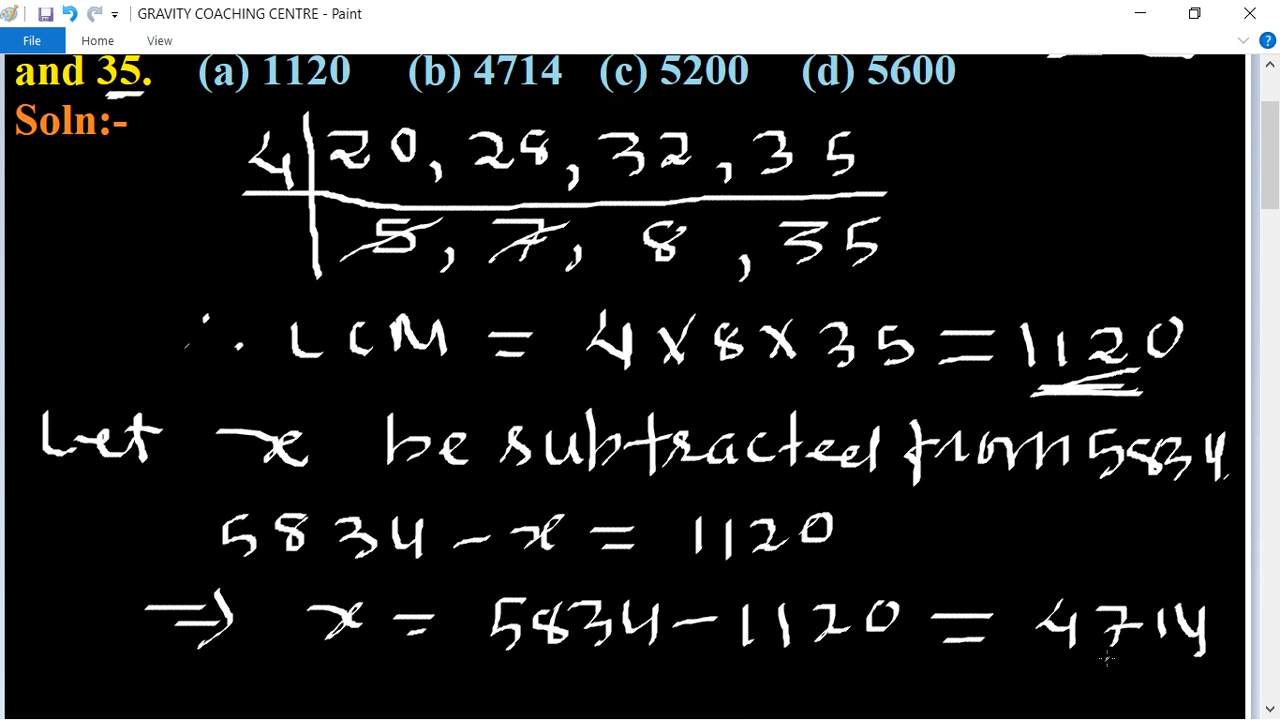 GRAVITY COACHING CENTRE - Paint
File Home View
and 35. (a) 1120 (b) 4714 (c) 5200 (d) 5600
Soln:-
4 | 20, 28, 32, 35
5, 7, 8, 35
∴ LCM = 4 × 8 × 35 = 1120
Let x be subtracted from 5834.
5834 - x = 1120
⇒ x = 5834 - 1120 = 4714